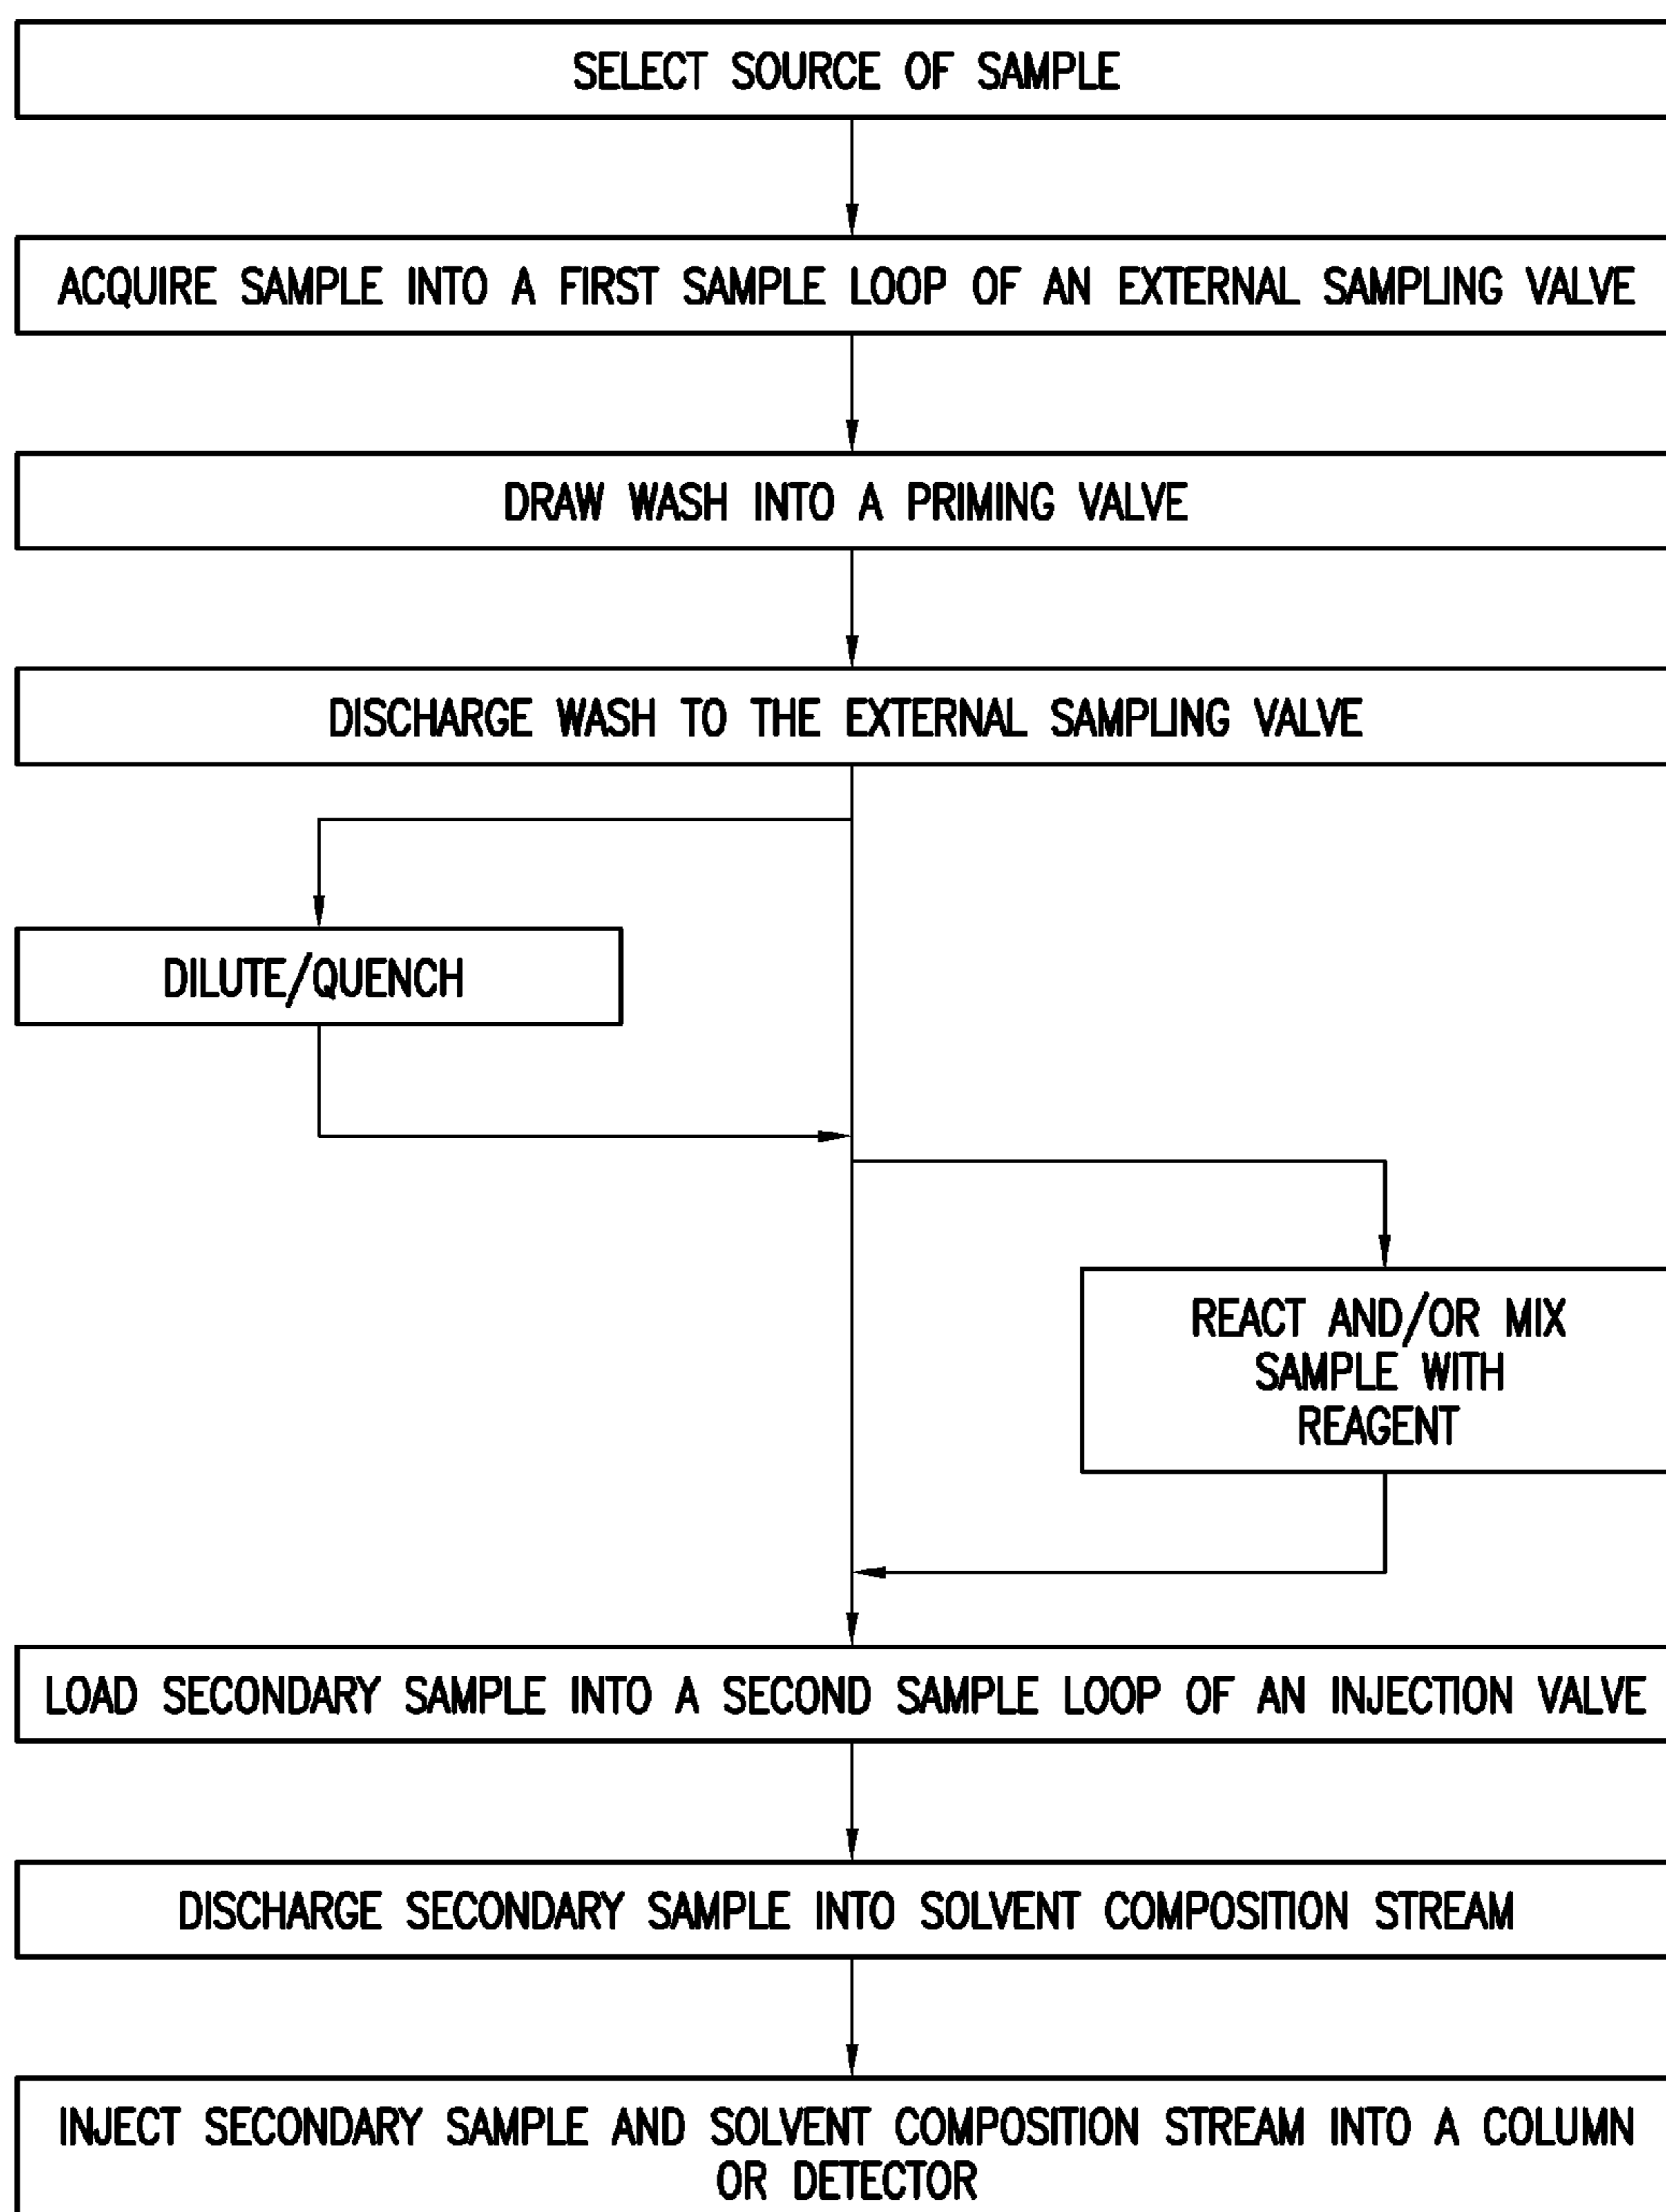 SELECT SOURCE OF SAMPLE
ACQUIRE SAMPLE INTO A FIRST SAMPLE LOOP OF AN EXTERNAL SAMPLING VALVE
DRAW WASH INTO A PRIMING VALVE
DISCHARGE WASH TO THE EXTERNAL SAMPLING VALVE
DILUTE/QUENCH
REACT AND/OR MIX
SAMPLE WITH
REAGENT
LOAD SECONDARY SAMPLE INTO A SECOND SAMPLE LOOP OF AN INJECTION VALVE
DISCHARGE SECONDARY SAMPLE INTO SOLVENT COMPOSITION STREAM
INJECT SECONDARY SAMPLE AND SOLVENT COMPOSITION STREAM INTO A COLUMN
OR DETECTOR